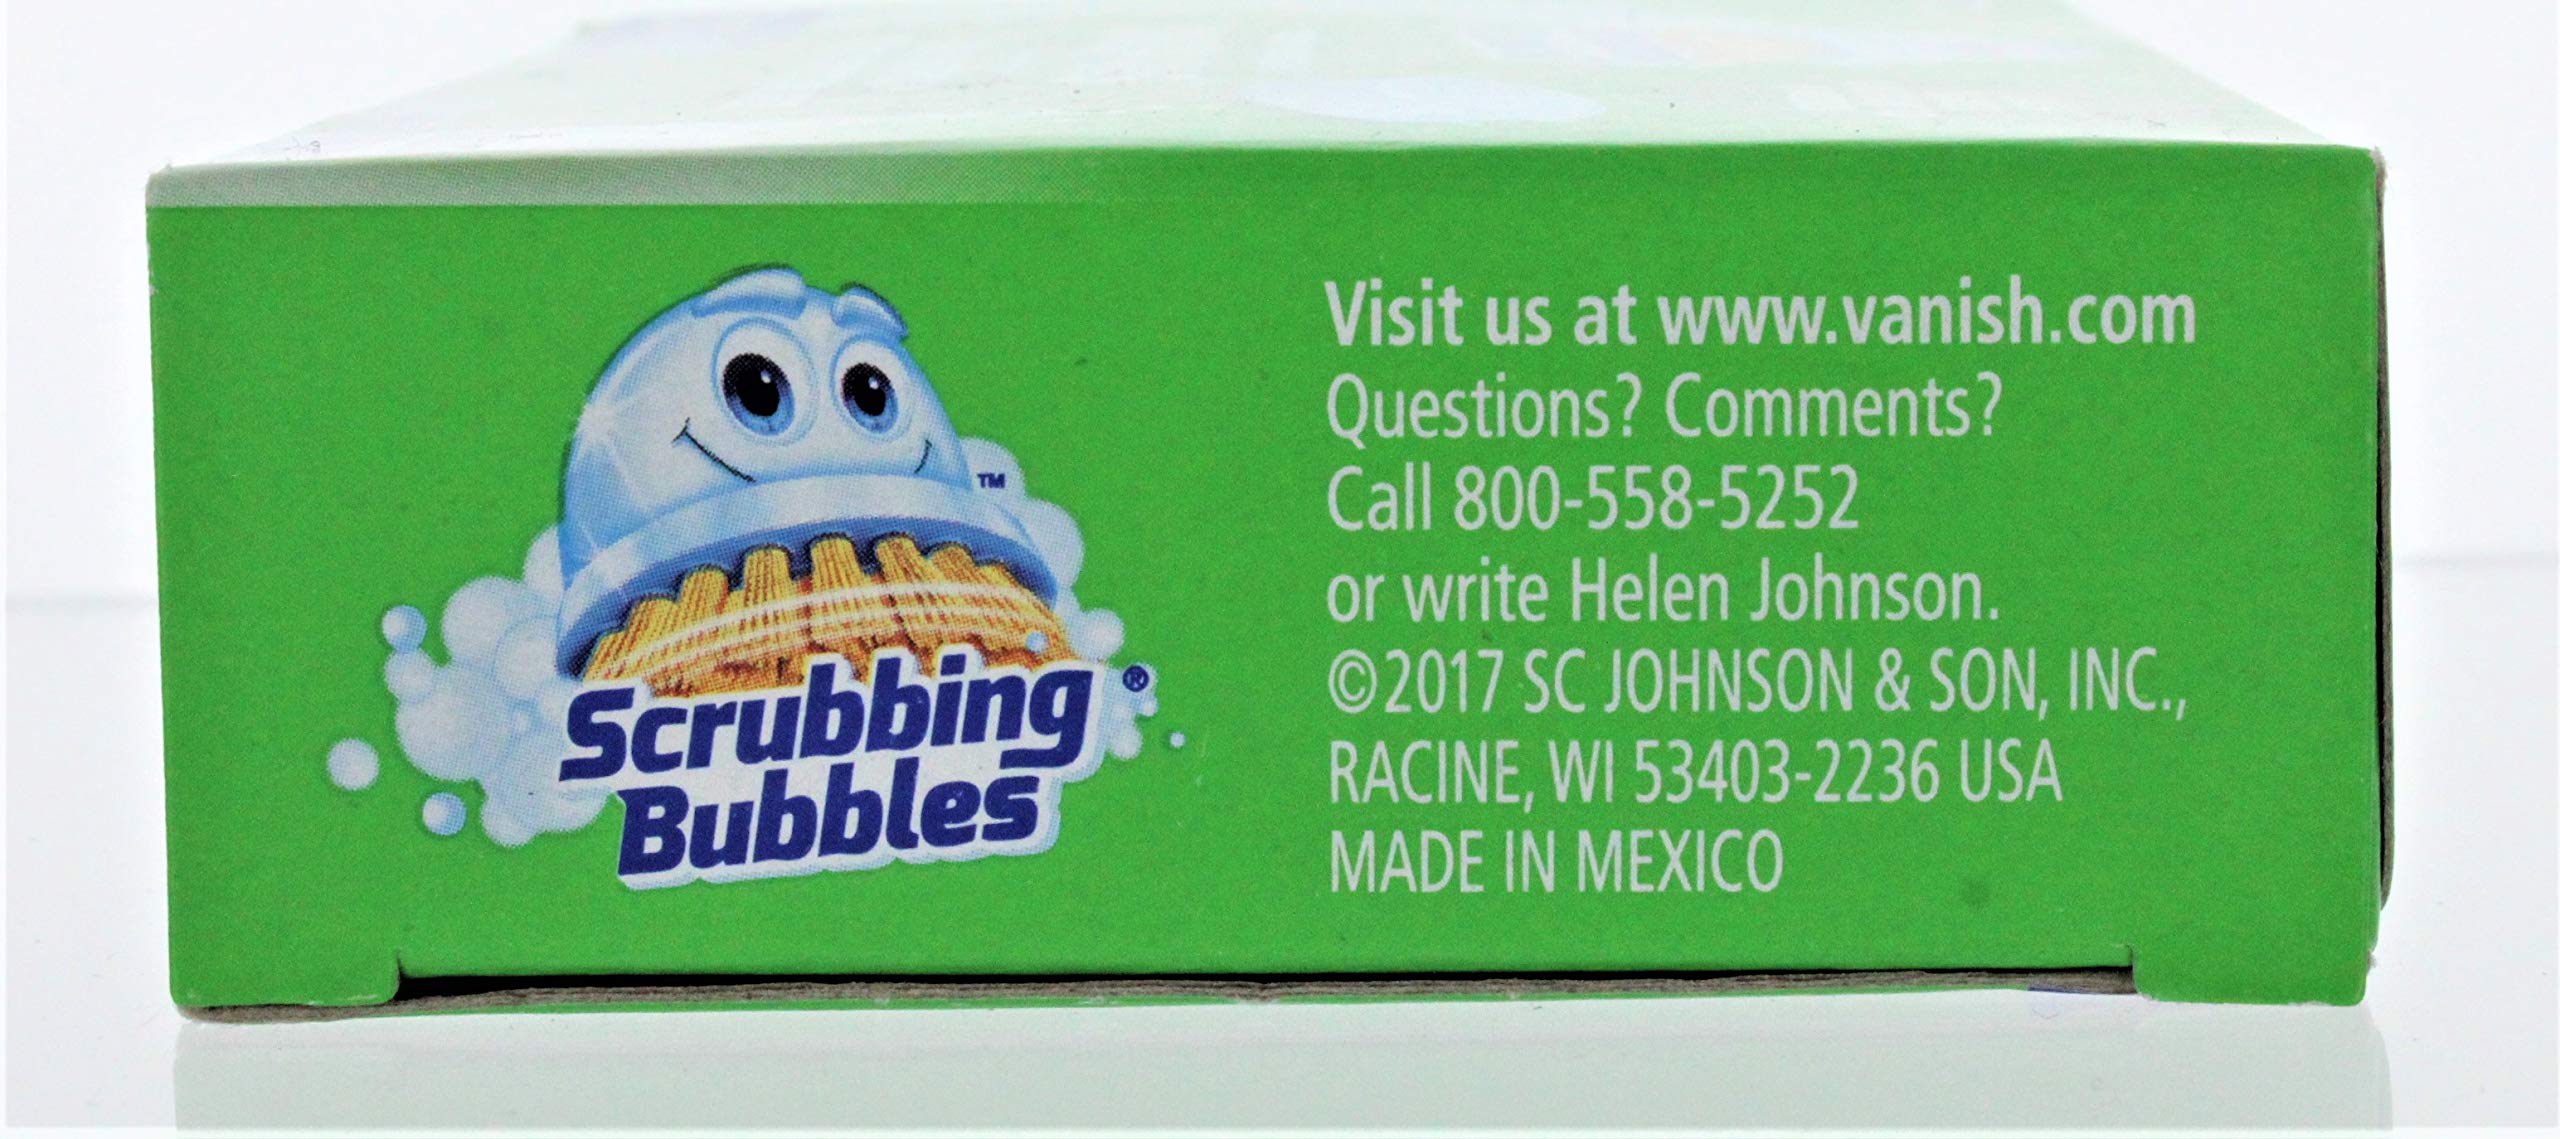 TM
Scrubbing ®
Bubbles
Visit us at www.vanish.com
Questions? Comments?
Call 800-558-5252
or write Helen Johnson.
©2017 SC JOHNSON & SON, INC.,
RACINE, WI 53403-2236 USA
MADE IN MEXICO